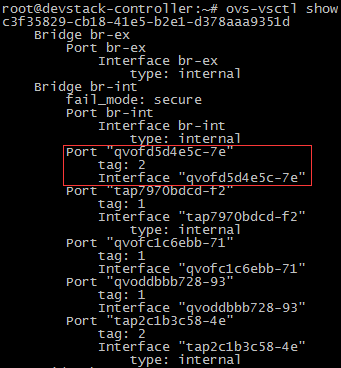 root@devstack-controller:~# ovs-vsctl show
c3f35829-cb18-41e5-b2e1-d378aaa9351d
    Bridge br-ex
        Port br-ex
            Interface br-ex
                type: internal
    Bridge br-int
        fail_mode: secure
        Port br-int
            Interface br-int
                type: internal
        Port "qvofd5d4e5c-7e"
            tag: 2
            Interface "qvofd5d4e5c-7e"
        Port "tap7970bdcd-f2"
            tag: 1
            Interface "tap7970bdcd-f2"
                type: internal
        Port "qvofc1c6ebb-71"
            tag: 1
            Interface "qvofc1c6ebb-71"
        Port "qvoddbbb728-93"
            tag: 1
            Interface "qvoddbbb728-93"
        Port "tap2c1b3c58-4e"
            tag: 2
            Interface "tap2c1b3c58-4e"
                type: internal